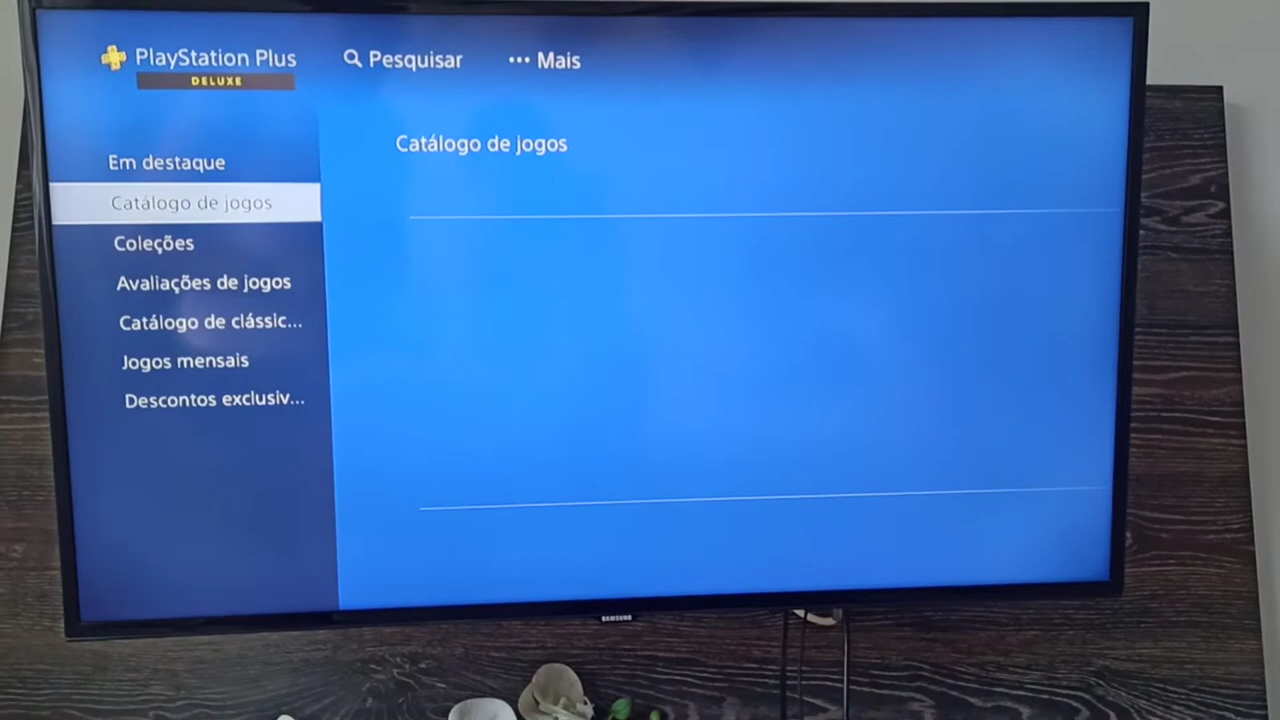 PlayStation Plus
DELUXE
Pesquisar
••• Mais
Em destaque
Catálogo de jogos
Coleções
Avaliações de jogos
Catálogo de clássic...
Jogos mensais
Descontos exclusiv...
Catálogo de jogos
SAMSUNG